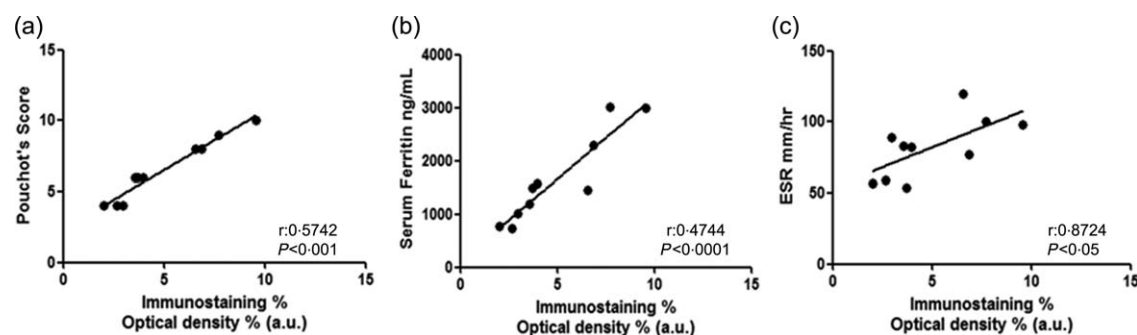 (a)
15
10
5
0
Pouchot's Score
0
5
10
15
r:0·5742
P<0·001
Immunostaining %
Optical density % (a.u.)
(b)
4000
3000
2000
1000
0
Serum Ferritin ng/mL
0
5
10
15
r:0·4744
P<0·0001
Immunostaining %
Optical density % (a.u.)
(c)
150
100
50
0
ESR mm/hr
0
5
10
15
r:0·8724
P<0·05
Immunostaining %
Optical density % (a.u.)